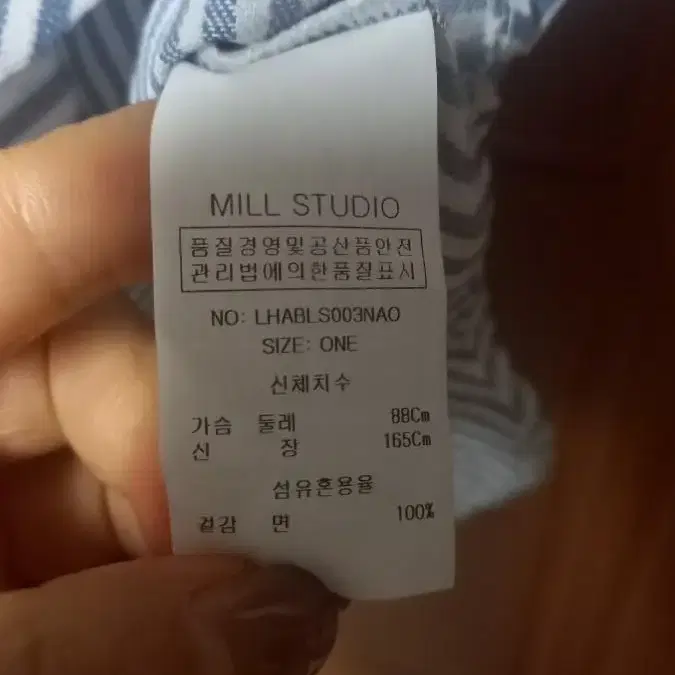 MILL STUDIO
품질경영및공산품안전
관리법에의한품질표시
NO: LHABLS003NAO
SIZE: ONE
신체치수
가슴 둘레 88Cm
신 장 165Cm
섬유혼용율
겉감 면 100%